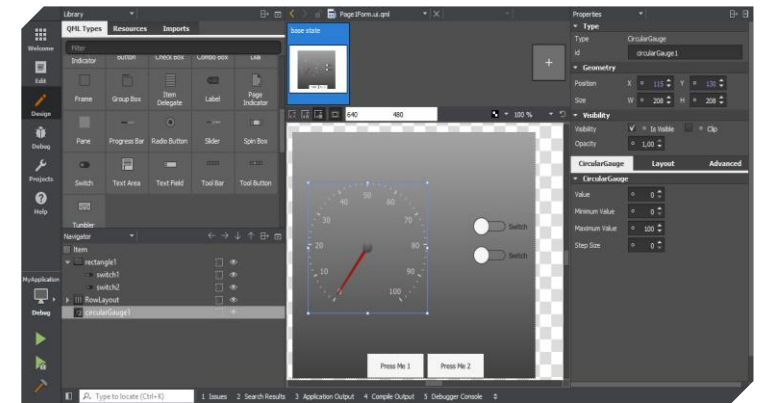 Library
Page1Form.ui.qml
Properties
QML Types Resources Imports
Filter
Indicator Button Check Box Combo Box Dial
Frame Group Box Item Delegate Label Page Indicator
Pane Progress Bar Radio Button Slider Spin Box
Switch Text Area Text Field Tool Bar Tool Button
Tumbler
Welcome
Edit
Design
Debug
Projects
Help
MyApplication
Debug
Navigator
Item
rectangle1
switch1
switch2
RowLayout
circularGauge1
base state
640 480 100 %
10 20 30 40 50 60 70 80 90 100
Switch
Switch
Press Me 1 Press Me 2
Type
Type CircularGauge
id circularGauge1
Geometry
Position X 115 Y 130
Size W 208 H 208
Visibility
Visibility Is Visible Clip
Opacity 1,00
CircularGauge Layout Advanced
CircularGauge
Value 0
Minimum Value 0
Maximum Value 100
Step Size 0
Type to locate (Ctrl+K) 1 Issues 2 Search Results 3 Application Output 4 Compile Output 5 Debugger Console